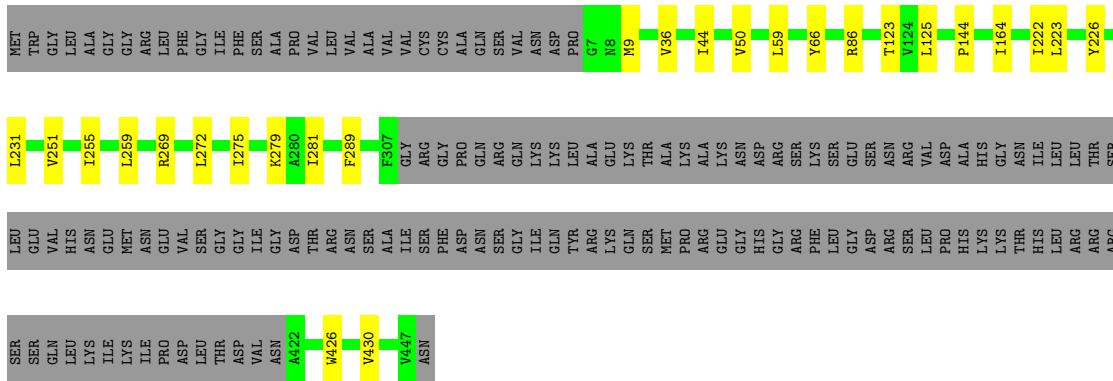 MET TRP GLY LEU ALA GLY GLY ARG LEU PHE GLY ILE PHE SER ALA PRO VAL LEU VAL ALA VAL VAL CYS CYS ALA GLN SER VAL ASN ASP PRO G7 N8 M9 V36 I44 V50 L59 Y66 R86 T123 V124 L125 P144 I164 I222 L223 Y226
L231 V251 I255 L259 R269 L272 I275 K279 A280 I281 F289 F307 GLY ARG GLY PRO GLN ARG GLN LYS LYS LEU ALA GLU LYS THR ALA LYS ALA LYS ASN ASP ARG SER LYS SER GLU SER ASN ARG VAL ASP ALA HIS GLY ASN ILE LEU LEU THR SER
LEU GLU VAL HIS ASN GLU MET ASN GLU VAL SER GLY GLY ILE GLY ASP THR ARG ASN SER ALA ILE SER PHE ASP ASN SER GLY ILE GLN TYR ARG LYS GLN SER MET PRO ARG GLU GLY HIS GLY ARG PHE LEU GLY ASP ARG SER LEU PRO HIS LYS LYS THR HIS LEU ARG ARG ARG
SER SER GLN LEU LYS ILE LYS ILE PRO ASP LEU THR ASP VAL ASN A422 W426 V430 V447 ASN